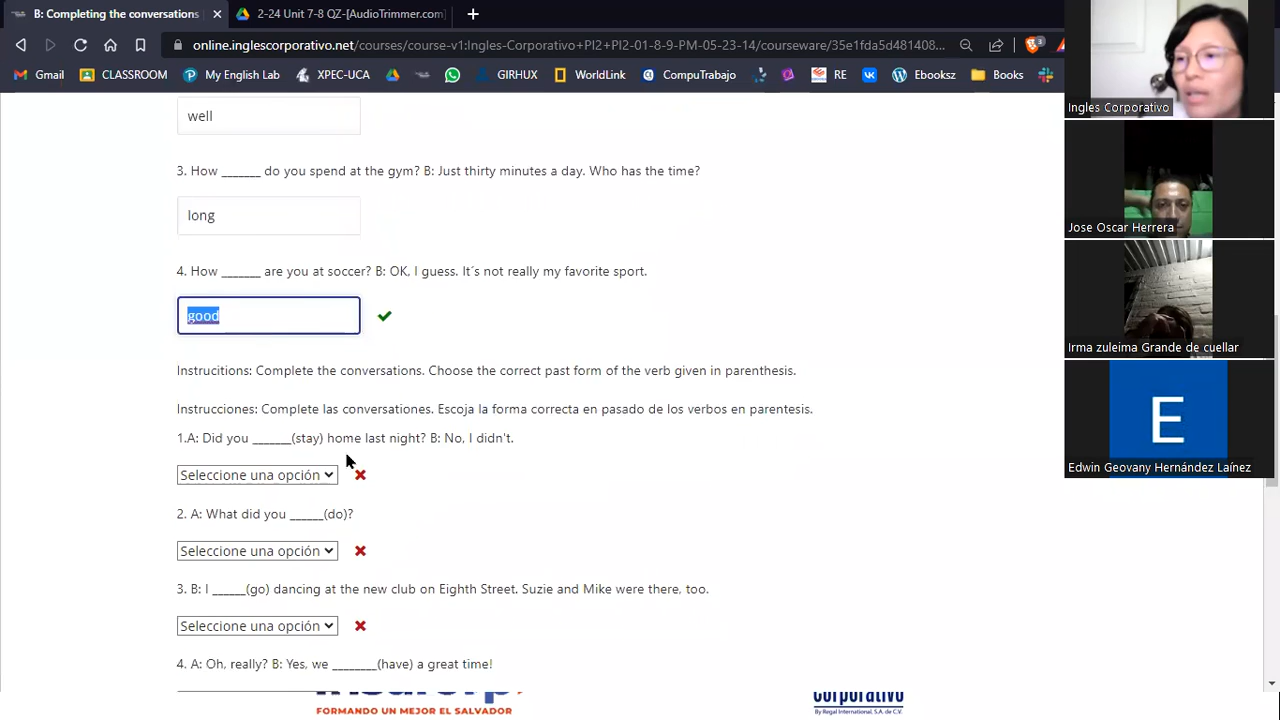 B: Completing the conversations
2-24 Unit 7-8 QZ-[AudioTrimmer.com]
online.inglescorporativo.net/courses/course-v1:Ingles-Corporativo+PI2+PI2-01-8-9-PM-05-23-14/courseware/35e1fda5d481408...
Gmail CLASSROOM My English Lab XPEC-UCA GIRHUX WorldLink CompuTrabajo RE Ebooksz Books
well
3. How _______ do you spend at the gym? B: Just thirty minutes a day. Who has the time?
long
4. How _______ are you at soccer? B: OK, I guess. It´s not really my favorite sport.
good
Instrucitions: Complete the conversations. Choose the correct past form of the verb given in parenthesis.
Instrucciones: Complete las conversationes. Escoja la forma correcta en pasado de los verbos en parentesis.
1.A: Did you _______(stay) home last night? B: No, I didn't.
Seleccione una opción
2. A: What did you ______(do)?
Seleccione una opción
3. B: I ______(go) dancing at the new club on Eighth Street. Suzie and Mike were there, too.
Seleccione una opción
4. A: Oh, really? B: Yes, we ________(have) a great time!
FORMANDO UN MEJOR EL SALVADOR
corporativo
By Regal International, S.A. de C.V.
Ingles Corporativo
Jose Oscar Herrera
Irma zuleima Grande de cuellar
E
Edwin Geovany Hernández Laínez